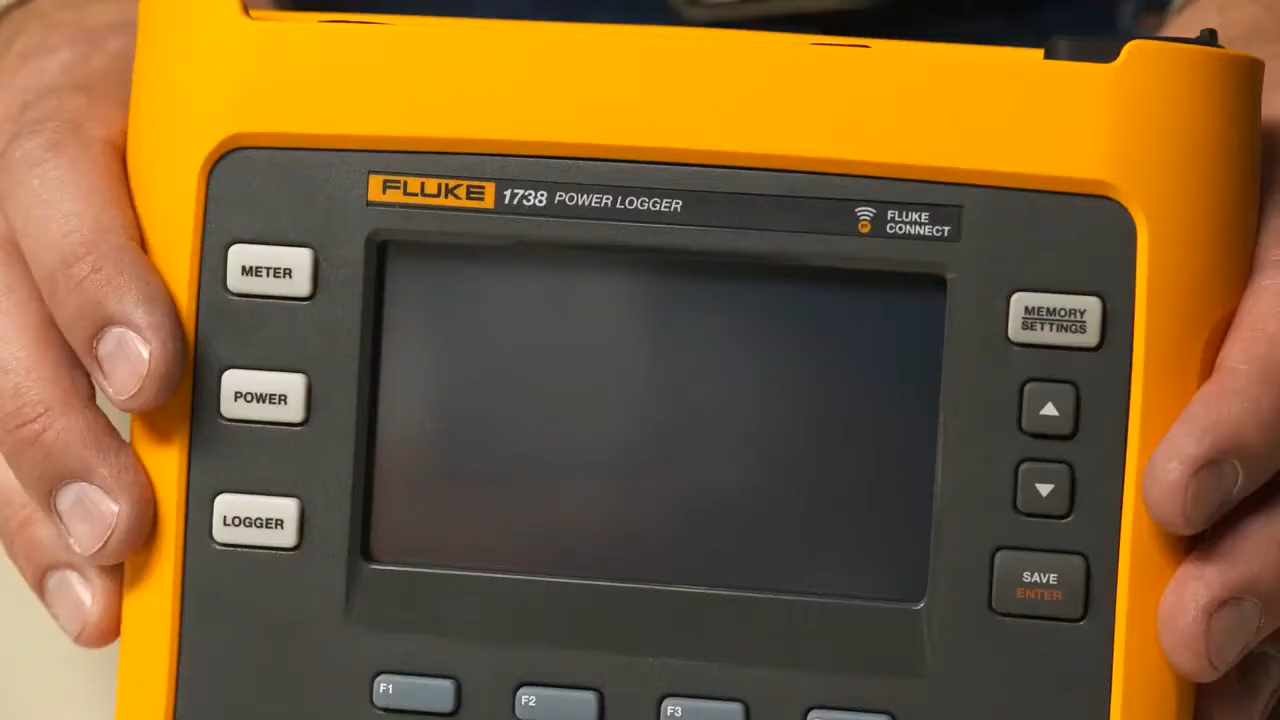 FLUKE 1738 POWER LOGGER
FLUKE
CONNECT
METER
MEMORY
SETTINGS
POWER
LOGGER
SAVE
ENTER
F1
F2
F3